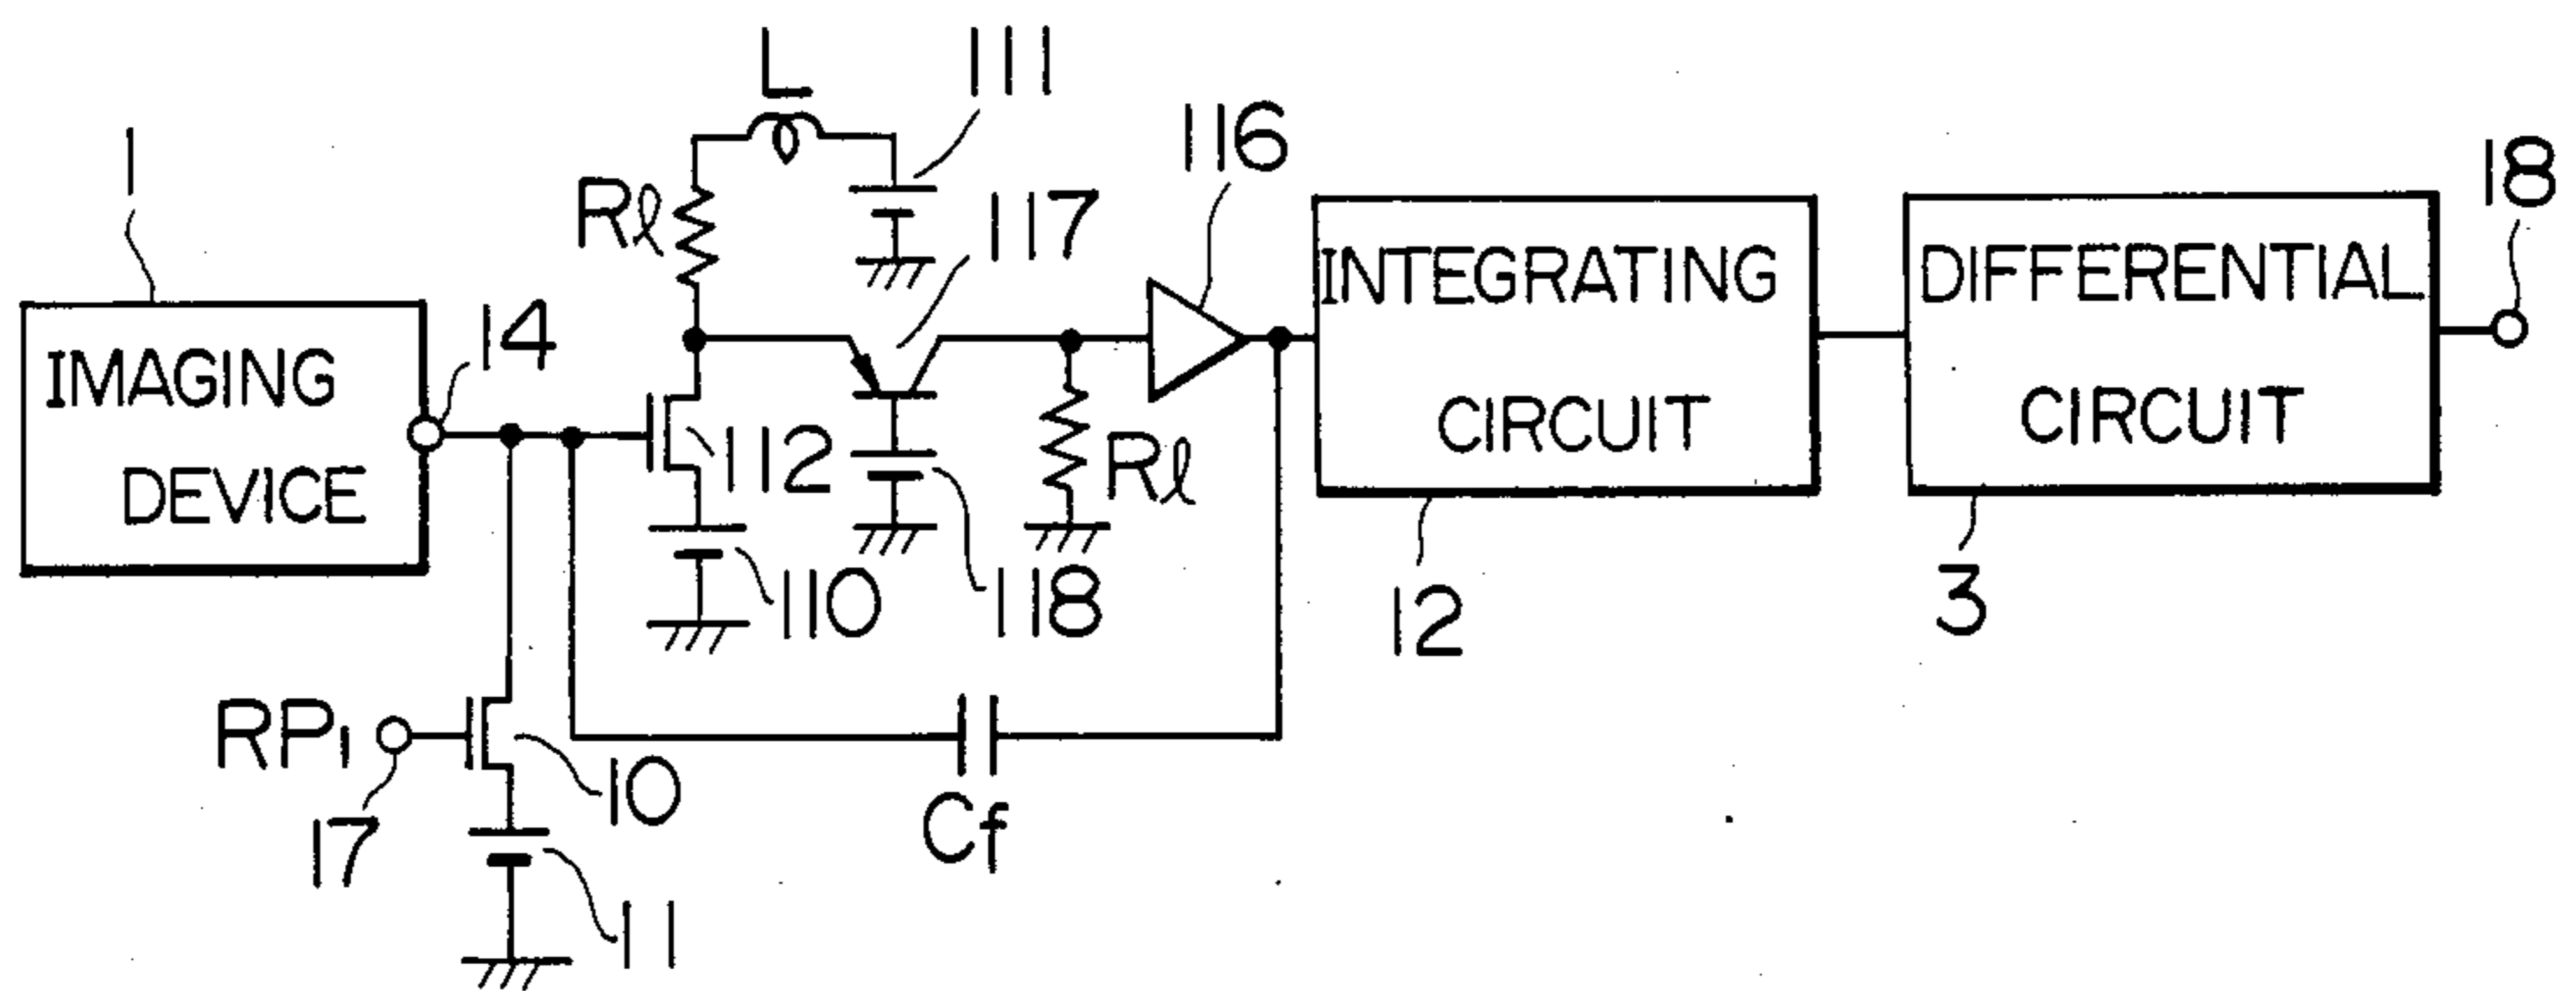 L
111
1
116
18
Rℓ
117
14
IMAGING
DEVICE
INTEGRATING
CIRCUIT
DIFFERENTIAL
CIRCUIT
112
Rℓ
110
118
12
3
RP1
10
17
Cf
11